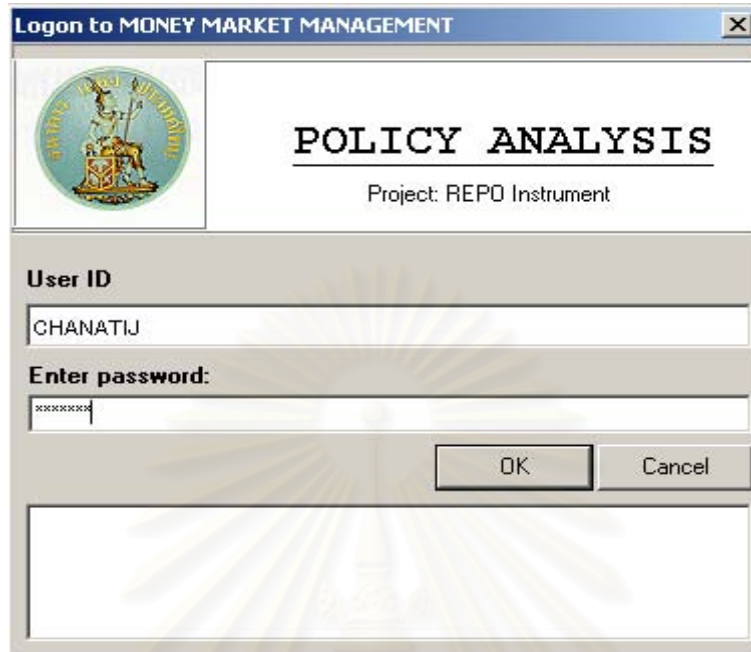 Logon to MONEY MARKET MANAGEMENT
POLICY ANALYSIS
Project: REPO Instrument
User ID
CHANATIJ
Enter password:
*******
OK
Cancel